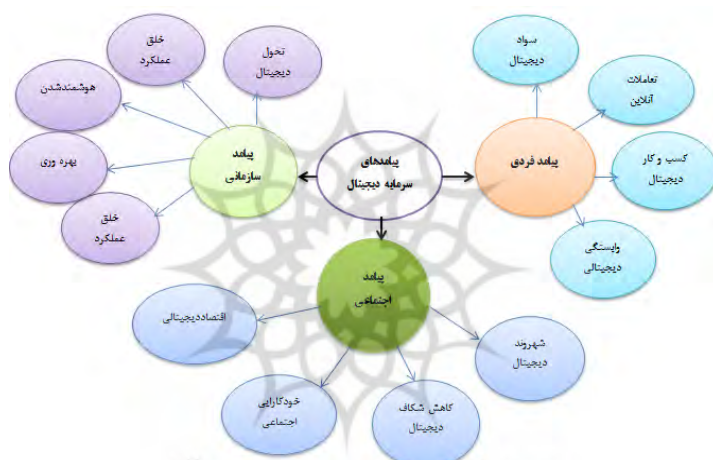 پیامدهای
سرمایه دیجیتال
پیامد فردی
سواد
دیجیتال
تعاملات
آنلاین
کسب و کار
دیجیتال
وابستگی
دیجیتالی
پیامد
سازمانی
تحول
دیجیتال
خلق
عملکرد
هوشمندشدن
بهره وری
خلق
عملکرد
پیامد
اجتماعی
شهروند
دیجیتال
کاهش شکاف
دیجیتال
خودکارایی
اجتماعی
اقتصاددیجیتالی